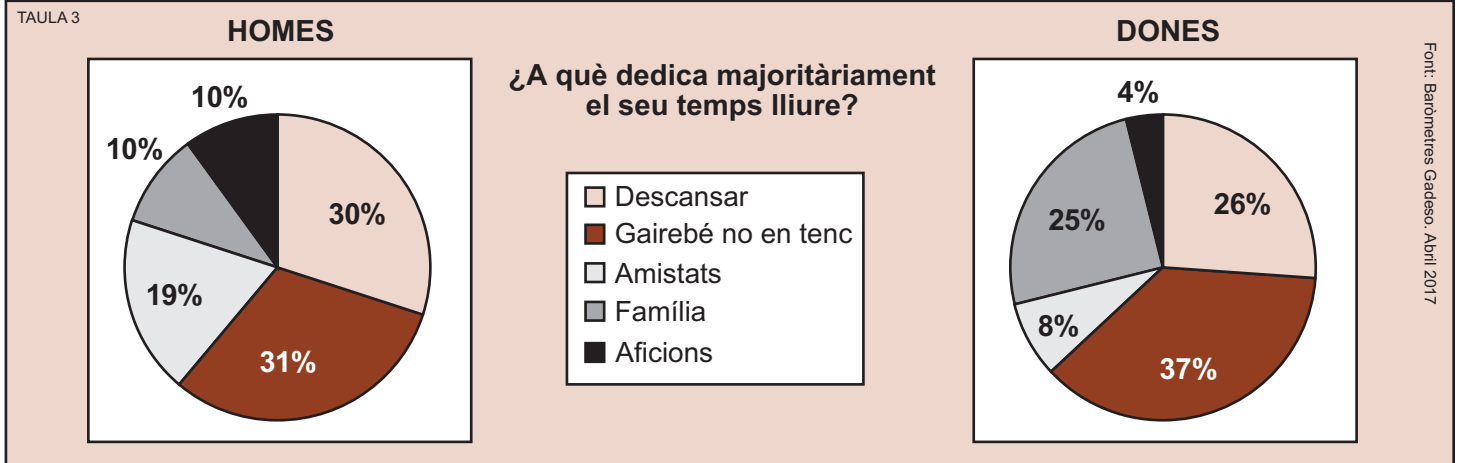 TAULA 3
HOMES
10%
10%
30%
19%
31%
¿A què dedica majoritàriament
el seu temps lliure?
Descansar
Gairebé no en tenc
Amistats
Família
Aficions
DONES
4%
26%
25%
8%
37%
Font: Baròmetres Gadeso. Abril 2017